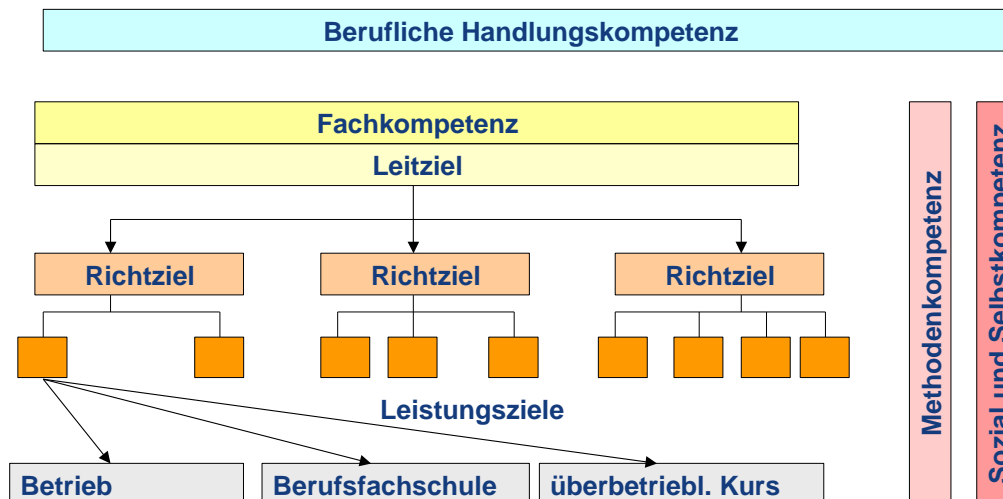 Berufliche Handlungskompetenz
Fachkompetenz
Leitziel
Richtziel
Richtziel
Richtziel
Leistungsziele
Betrieb
Berufsfachschule
überbetriebl. Kurs
Methodenkompetenz
Sozial und Selbstkompetenz